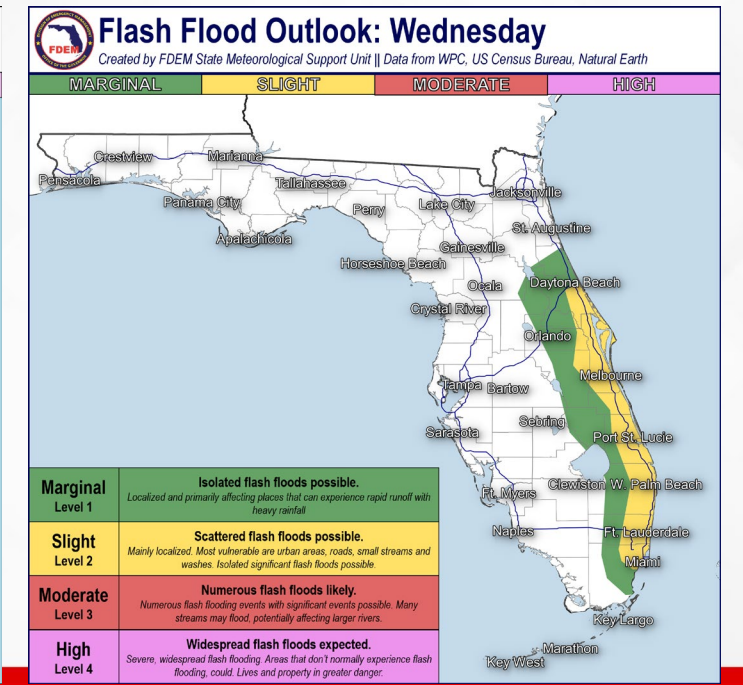 Flash Flood Outlook: Wednesday
Created by FDEM State Meteorological Support Unit || Data from WPC, US Census Bureau, Natural Earth
FDEM
MARGINAL SLIGHT MODERATE HIGH
Crestview
Marianna
Pensacola
Tallahassee
Jacksonville
Panama City
Perry
Lake City
Apalachicola
St. Augustine
Gainesville
Horseshoe Beach
Ocala
Daytona Beach
Crystal River
Orlando
Melbourne
Tampa
Bartow
Sebring
Sarasota
Port St. Lucie
Clewiston
W. Palm Beach
Ft. Myers
Naples
Ft. Lauderdale
Miami
Key Largo
Marathon
Key West
Marginal
Level 1
Isolated flash floods possible.
Localized and primarily affecting places that can experience rapid runoff with
heavy rainfall
Slight
Level 2
Scattered flash floods possible.
Mainly localized. Most vulnerable are urban areas, roads, small streams and
washes. Isolated significant flash floods possible.
Moderate
Level 3
Numerous flash floods likely.
Numerous flash flooding events with significant events possible. Many
streams may flood, potentially affecting larger rivers.
High
Level 4
Widespread flash floods expected.
Severe, widespread flash flooding. Areas that don't normally experience flash
flooding, could. Lives and property in greater danger.